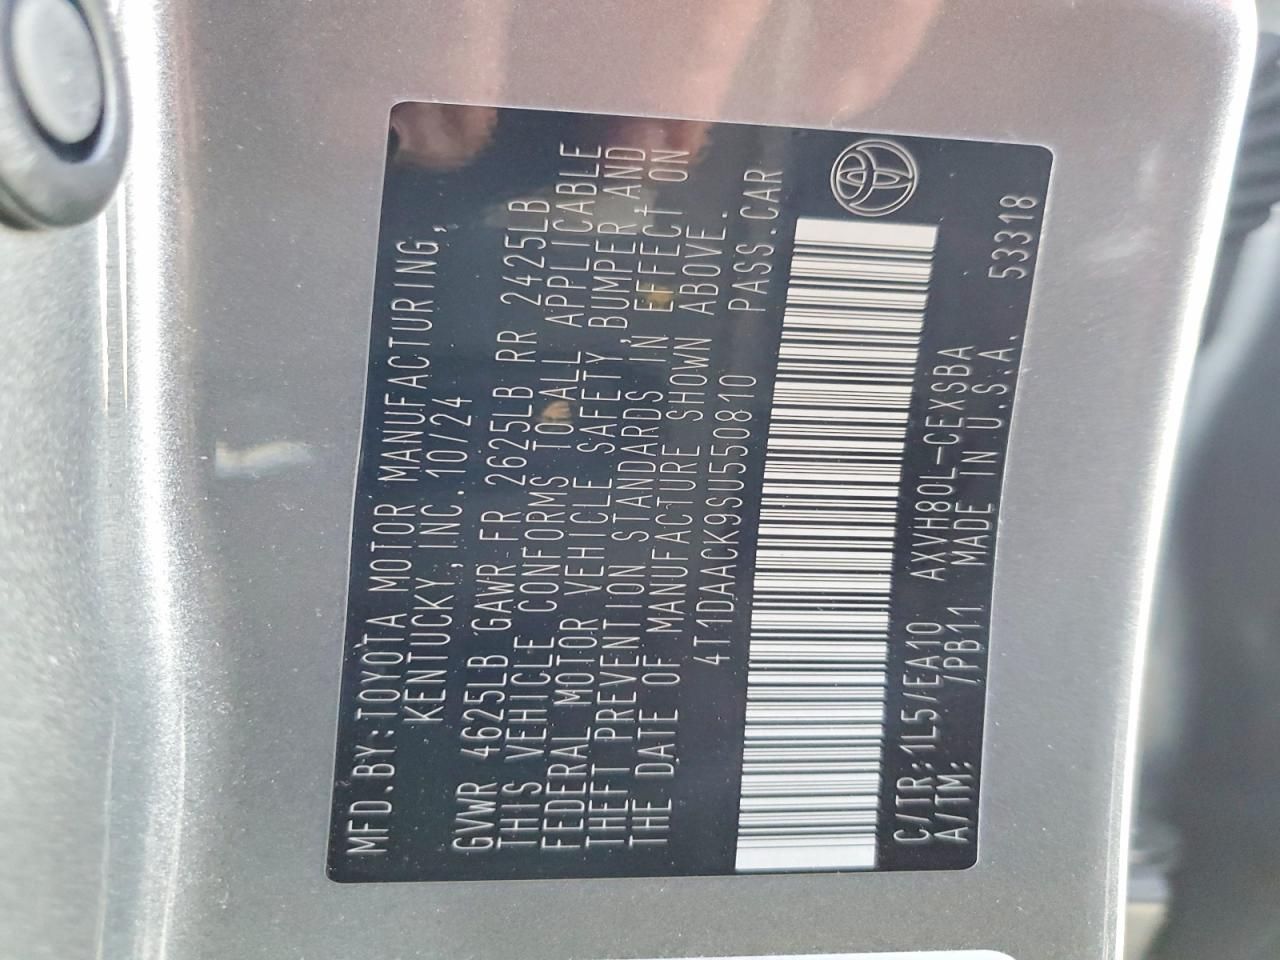 MFD.BY:TOYOTA MOTOR MANUFACTURING,
KENTUCKY,INC. 10/24
GVWR 4625LB GAWR FR 2625LB RR 2425LB
THIS VEHICLE CONFORMS TO ALL APPLICABLE
FEDERAL MOTOR VEHICLE SAFETY,BUMPER,AND
THEFT PREVENTION STANDARDS IN EFFECT ON
THE DATE OF MANUFACTURE SHOWN ABOVE.
4T1DAACK9SU550810 PASS.CAR
C/TR:1L5/EA10 AXVH80L-CEXSBA
A/TM: /PB11 MADE IN U.S.A. 53318